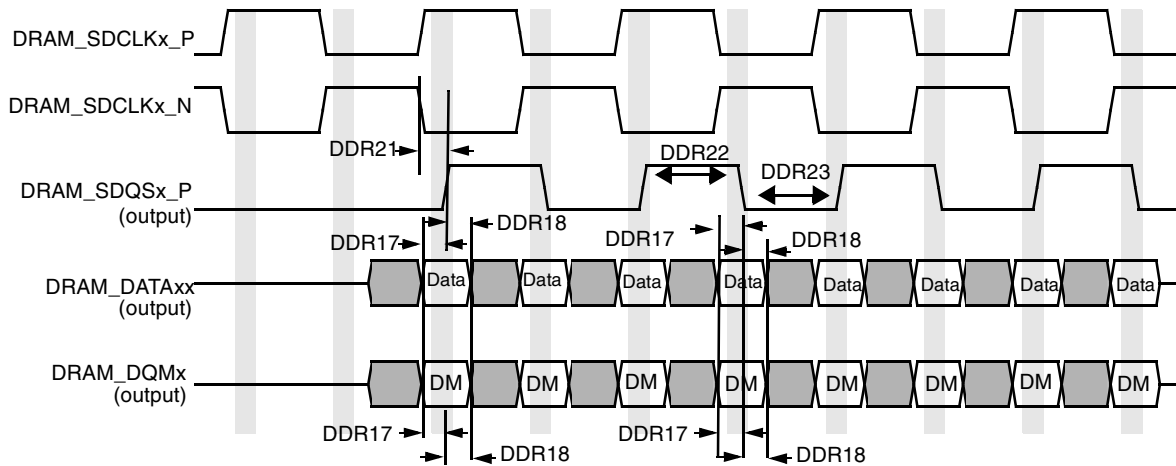 DRAM_SDCLKx_P
DRAM_SDCLKx_N
DDR21
DDR22
DDR23
DRAM_SDQSx_P
(output)
DDR17
DDR18
DDR17
DDR18
DRAM_DATAxx
(output)
Data Data Data Data Data Data Data Data
DRAM_DQMx
(output)
DM DM DM DM DM DM DM DM
DDR17
DDR18
DDR17
DDR18